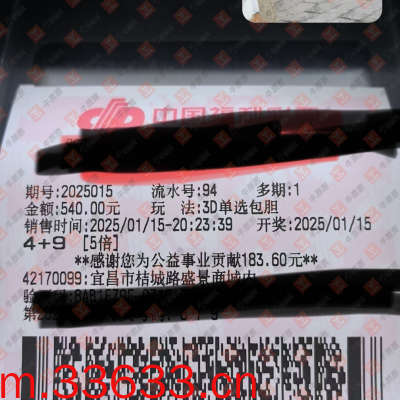 中国福利彩票
期号:2025015 流水号:94 多期:1
金额:540.00元 玩 法:3D单选包胆
销售时间:2025/01/15-20:23:39 开奖:2025/01/15
4+9 [5倍]
**感谢您为公益事业贡献183.60元**
42170099:宜昌市桔城路盛景商城内
m.33633.cn